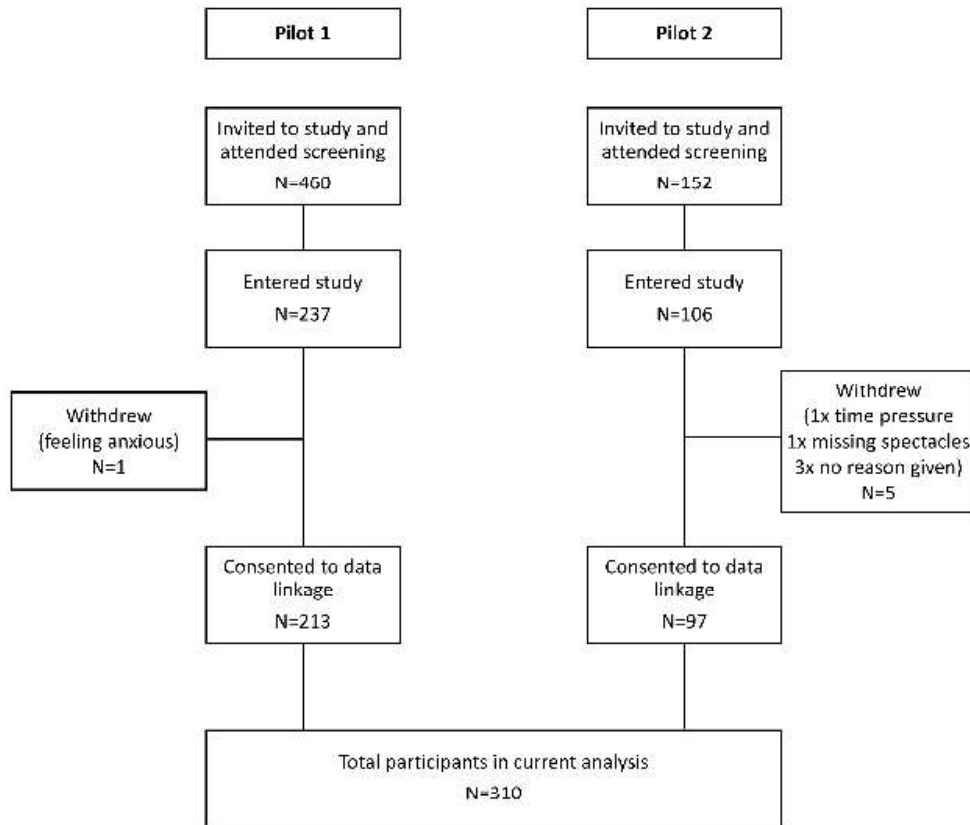 Pilot 1
Pilot 2
Invited to study and
attended screening
N=460
Invited to study and
attended screening
N=152
Entered study
N=237
Entered study
N=106
Withdrew
(feeling anxious)
N=1
Withdrew
(1x time pressure
1x missing spectacles
3x no reason given)
N=5
Consented to data
linkage
N=213
Consented to data
linkage
N=97
Total participants in current analysis
N=310